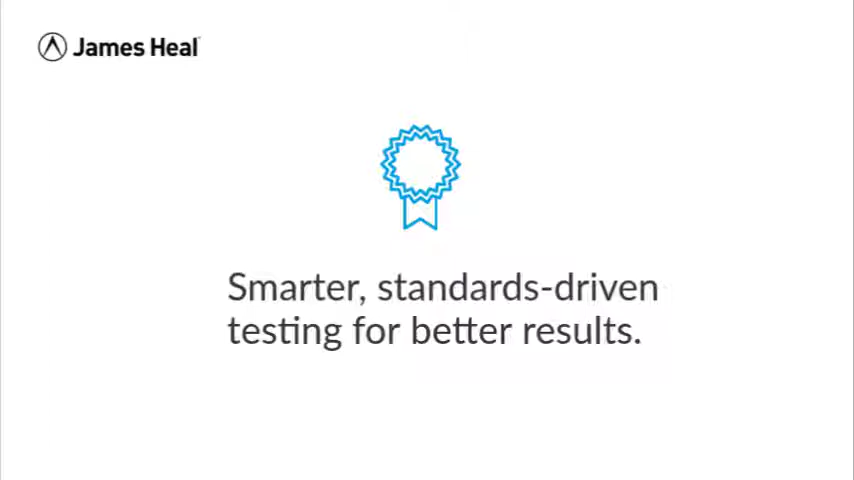 James Heal
Smarter, standards-driven
testing for better results.